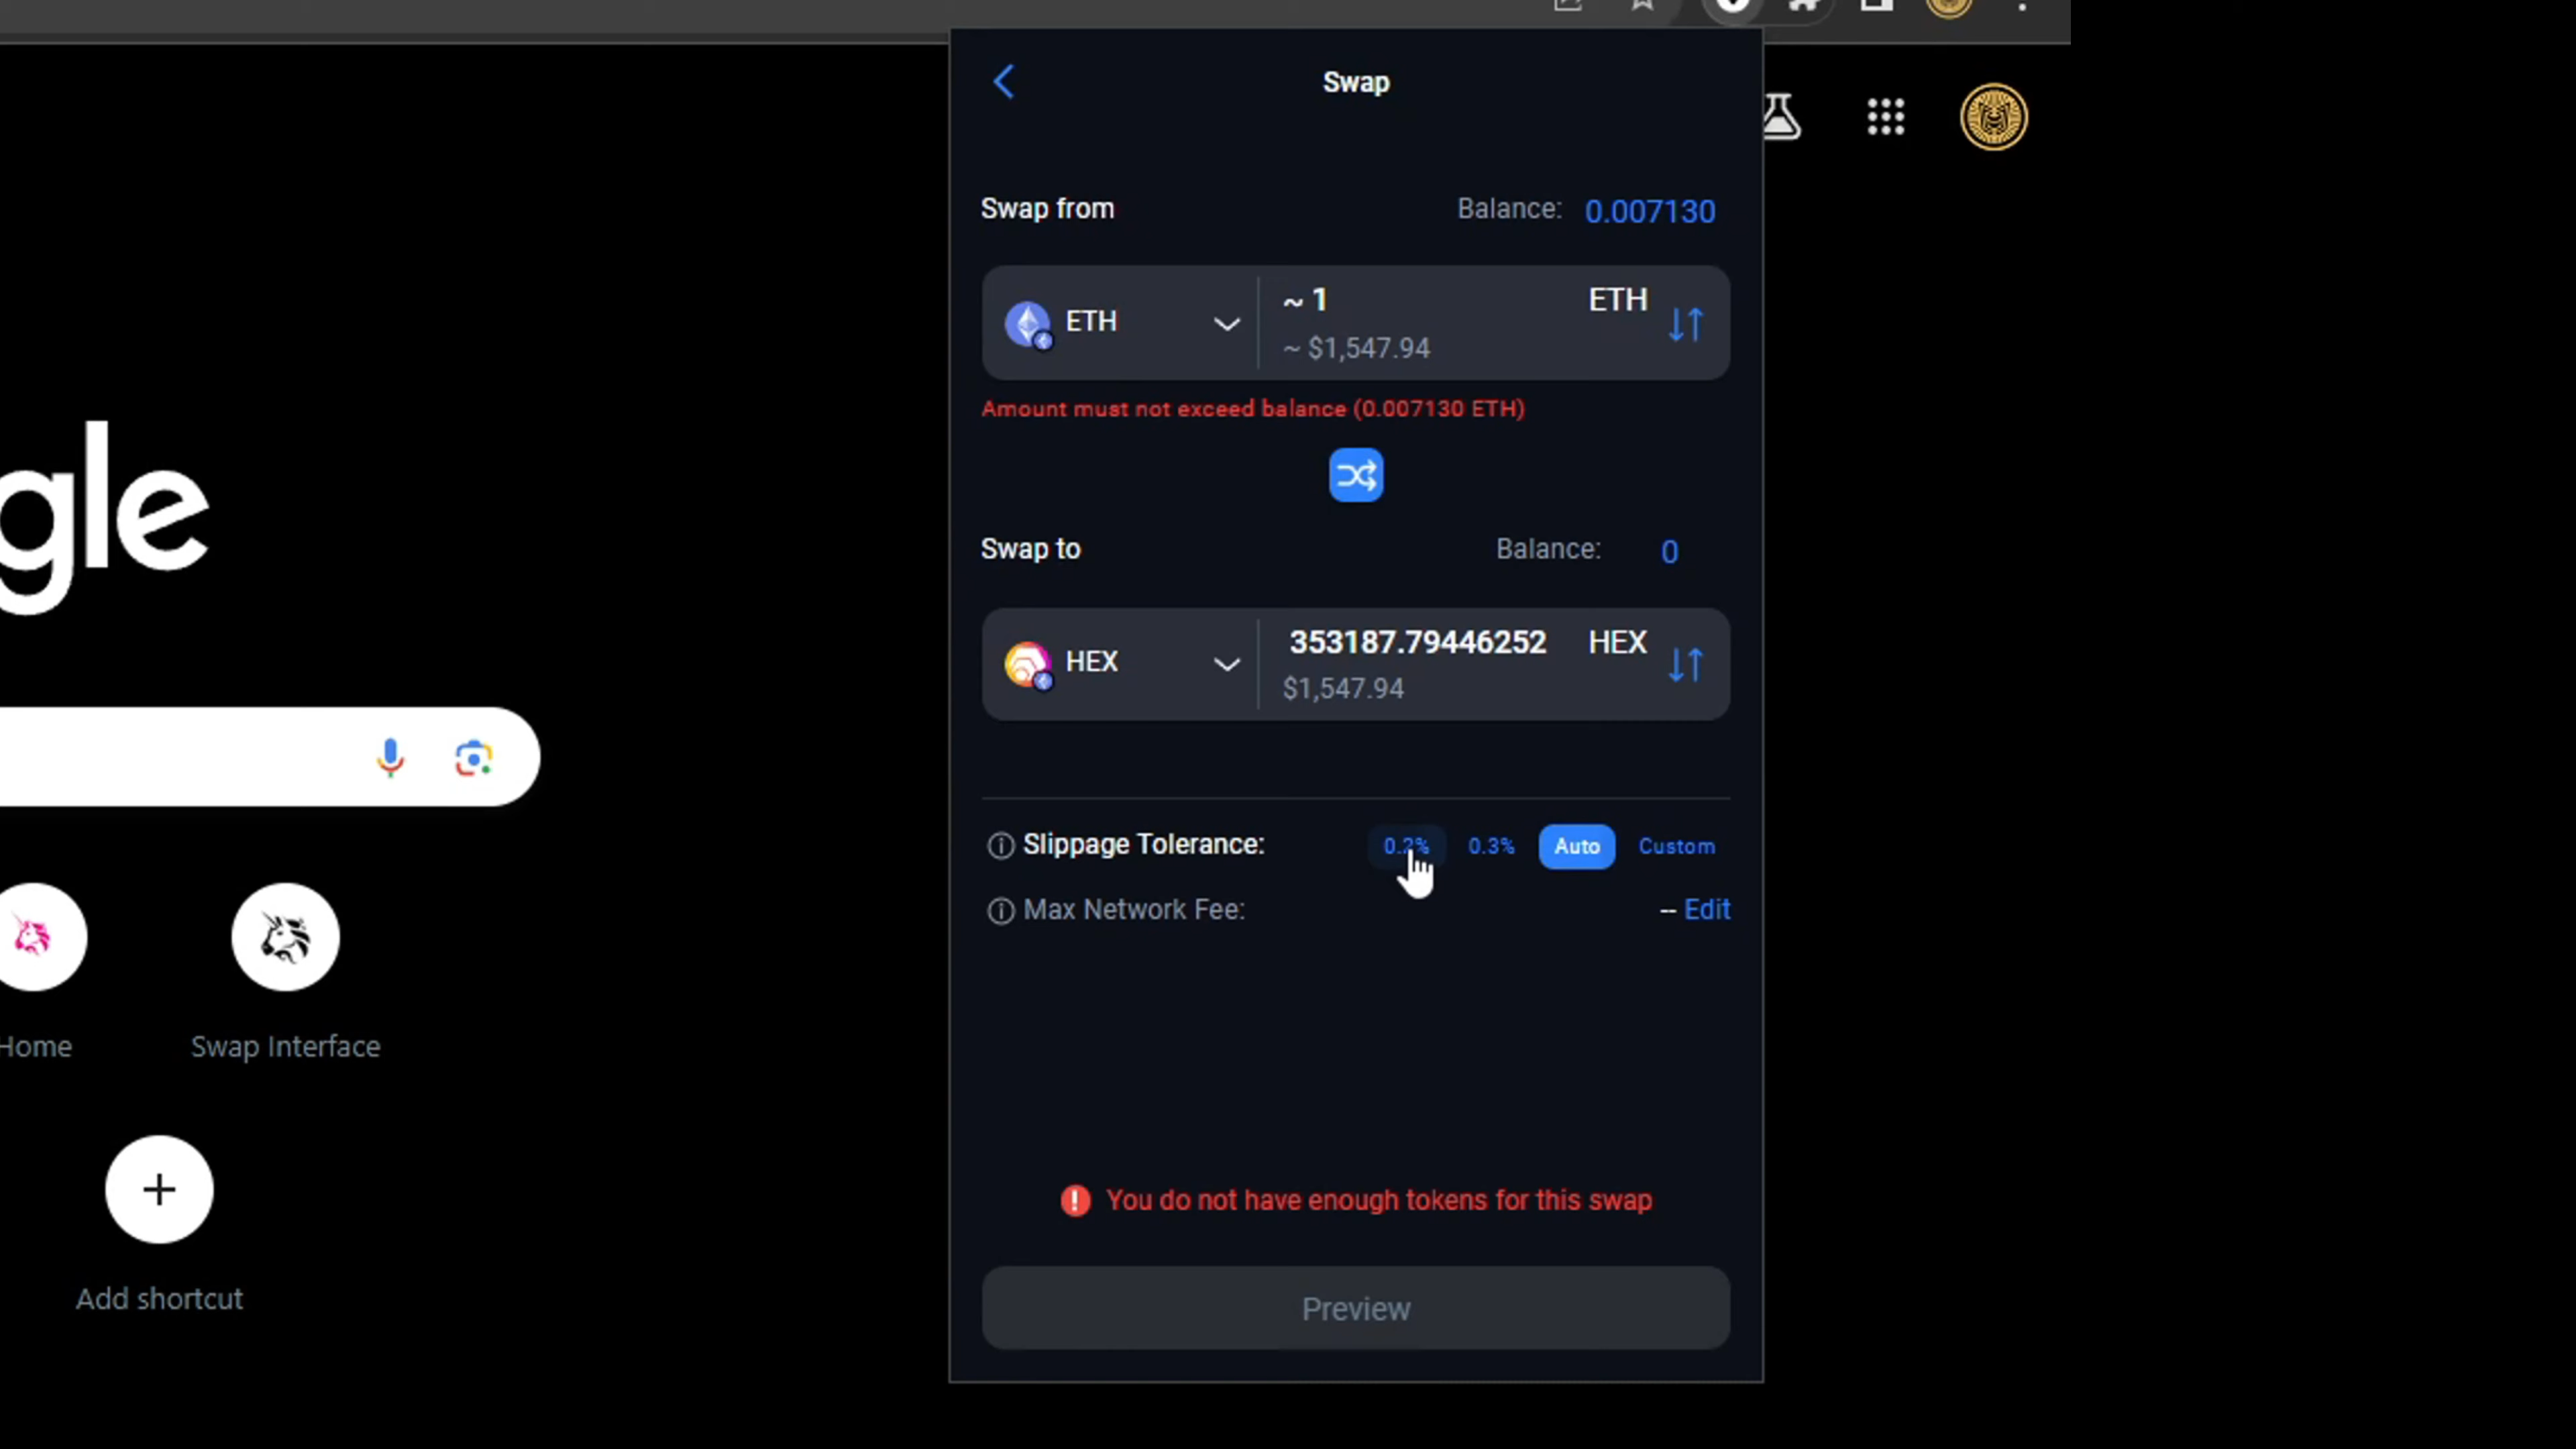 Swap
Swap from
Balance: 0.007130
ETH
~ 1
ETH
~ $1,547.94
Amount must not exceed balance (0.007130 ETH)
Swap to
Balance: 0
HEX
353187.79446252
HEX
$1,547.94
Slippage Tolerance:
0.2%
0.3%
Auto
Custom
Max Network Fee:
-- Edit
You do not have enough tokens for this swap
Preview
gle
Home
Swap Interface
Add shortcut